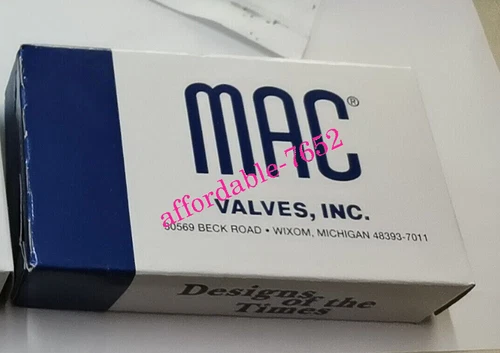 MAC®
affordable-7652
VALVES, INC.
30569 BECK ROAD • WIXOM, MICHIGAN 48393-7011
Designs
of the
Times